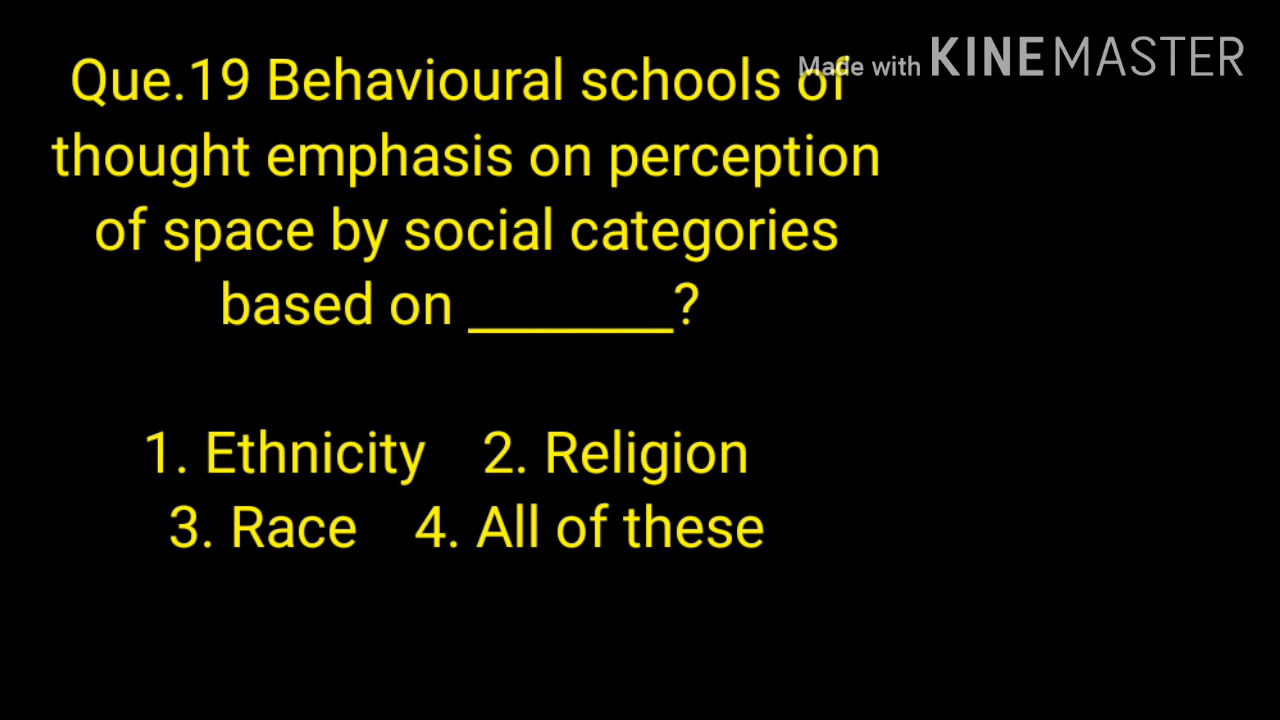 Made with KINEMASTER
Que.19 Behavioural schools of
thought emphasis on perception
of space by social categories
based on _______?
1. Ethnicity 2. Religion
3. Race 4. All of these